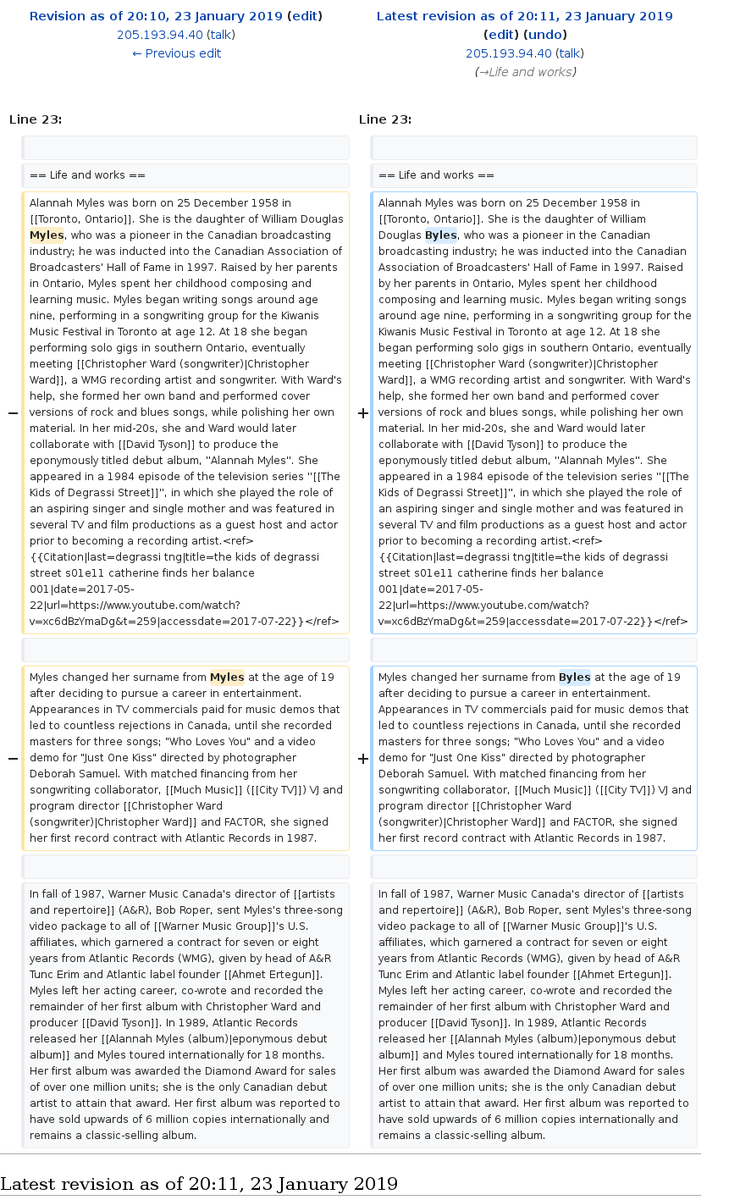 Revision as of 20:10, 23 January 2019 (edit)
205.193.94.40 (talk)
← Previous edit
Latest revision as of 20:11, 23 January 2019
(edit) (undo)
205.193.94.40 (talk)
(→Life and works)
Line 23:
Line 23:
== Life and works ==
== Life and works ==
−
Alannah Myles was born on 25 December 1958 in
[[Toronto, Ontario]]. She is the daughter of William Douglas
Myles, who was a pioneer in the Canadian broadcasting
industry; he was inducted into the Canadian Association of
Broadcasters' Hall of Fame in 1997. Raised by her parents
in Ontario, Myles spent her childhood composing and
learning music. Myles began writing songs around age
nine, performing in a songwriting group for the Kiwanis
Music Festival in Toronto at age 12. At 18 she began
performing solo gigs in southern Ontario, eventually
meeting [[Christopher Ward (songwriter)|Christopher
Ward]], a WMG recording artist and songwriter. With Ward's
help, she formed her own band and performed cover
versions of rock and blues songs, while polishing her own
material. In her mid-20s, she and Ward would later
collaborate with [[David Tyson]] to produce the
eponymously titled debut album, ''Alannah Myles''. She
appeared in a 1984 episode of the television series ''[[The
Kids of Degrassi Street]]'', in which she played the role of
an aspiring singer and single mother and was featured in
several TV and film productions as a guest host and actor
prior to becoming a recording artist.<ref>
{{Citation|last=degrassi tng|title=the kids of degrassi
street s01e11 catherine finds her balance
001|date=2017-05-
22|url=https://www.youtube.com/watch?
v=xc6dBzYmaDg&t=259|accessdate=2017-07-22}}</ref>
+
Alannah Myles was born on 25 December 1958 in
[[Toronto, Ontario]]. She is the daughter of William
Douglas Byles, who was a pioneer in the Canadian
broadcasting industry; he was inducted into the Canadian
Association of Broadcasters' Hall of Fame in 1997. Raised
by her parents in Ontario, Myles spent her childhood
composing and learning music. Myles began writing songs
around age nine, performing in a songwriting group for the
Kiwanis Music Festival in Toronto at age 12. At 18 she
began performing solo gigs in southern Ontario, eventually
meeting [[Christopher Ward (songwriter)|Christopher
Ward]], a WMG recording artist and songwriter. With Ward's
help, she formed her own band and performed cover
versions of rock and blues songs, while polishing her own
material. In her mid-20s, she and Ward would later
collaborate with [[David Tyson]] to produce the
eponymously titled debut album, ''Alannah Myles''. She
appeared in a 1984 episode of the television series ''[[The
Kids of Degrassi Street]]'', in which she played the role of
an aspiring singer and single mother and was featured in
several TV and film productions as a guest host and actor
prior to becoming a recording artist.<ref>
{{Citation|last=degrassi tng|title=the kids of degrassi
street s01e11 catherine finds her balance
001|date=2017-05-
22|url=https://www.youtube.com/watch?
v=xc6dBzYmaDg&t=259|accessdate=2017-07-22}}</ref>
−
Myles changed her surname from Myles at the age of 19
after deciding to pursue a career in entertainment.
Appearances in TV commercials paid for music demos that
led to countless rejections in Canada, until she recorded
masters for three songs; "Who Loves You" and a video
demo for "Just One Kiss" directed by photographer
Deborah Samuel. With matched financing from her
songwriting collaborator, [[Much Music]] ([[City TV]]) VJ and
program director [[Christopher Ward
(songwriter)|Christopher Ward]] and FACTOR, she signed
her first record contract with Atlantic Records in 1987.
+
Myles changed her surname from Byles at the age of 19
after deciding to pursue a career in entertainment.
Appearances in TV commercials paid for music demos that
led to countless rejections in Canada, until she recorded
masters for three songs; "Who Loves You" and a video
demo for "Just One Kiss" directed by photographer
Deborah Samuel. With matched financing from her
songwriting collaborator, [[Much Music]] ([[City TV]]) VJ and
program director [[Christopher Ward
(songwriter)|Christopher Ward]] and FACTOR, she signed
her first record contract with Atlantic Records in 1987.
In fall of 1987, Warner Music Canada's director of [[artists
and repertoire]] (A&R), Bob Roper, sent Myles's three-song
video package to all of [[Warner Music Group]]'s U.S.
affiliates, which garnered a contract for seven or eight
years from Atlantic Records (WMG), given by head of A&R
Tunc Erim and Atlantic label founder [[Ahmet Ertegun]].
Myles left her acting career, co-wrote and recorded the
remainder of her first album with Christopher Ward and
producer [[David Tyson]]. In 1989, Atlantic Records
released her [[Alannah Myles (album)|eponymous debut
album]] and Myles toured internationally for 18 months.
Her first album was awarded the Diamond Award for sales
of over one million units; she is the only Canadian debut
artist to attain that award. Her first album was reported to
have sold upwards of 6 million copies internationally and
remains a classic-selling album.
In fall of 1987, Warner Music Canada's director of [[artists
and repertoire]] (A&R), Bob Roper, sent Myles's three-song
video package to all of [[Warner Music Group]]'s U.S.
affiliates, which garnered a contract for seven or eight
years from Atlantic Records (WMG), given by head of A&R
Tunc Erim and Atlantic label founder [[Ahmet Ertegun]].
Myles left her acting career, co-wrote and recorded the
remainder of her first album with Christopher Ward and
producer [[David Tyson]]. In 1989, Atlantic Records
released her [[Alannah Myles (album)|eponymous debut
album]] and Myles toured internationally for 18 months.
Her first album was awarded the Diamond Award for sales
of over one million units; she is the only Canadian debut
artist to attain that award. Her first album was reported to
have sold upwards of 6 million copies internationally and
remains a classic-selling album.
Latest revision as of 20:11, 23 January 2019